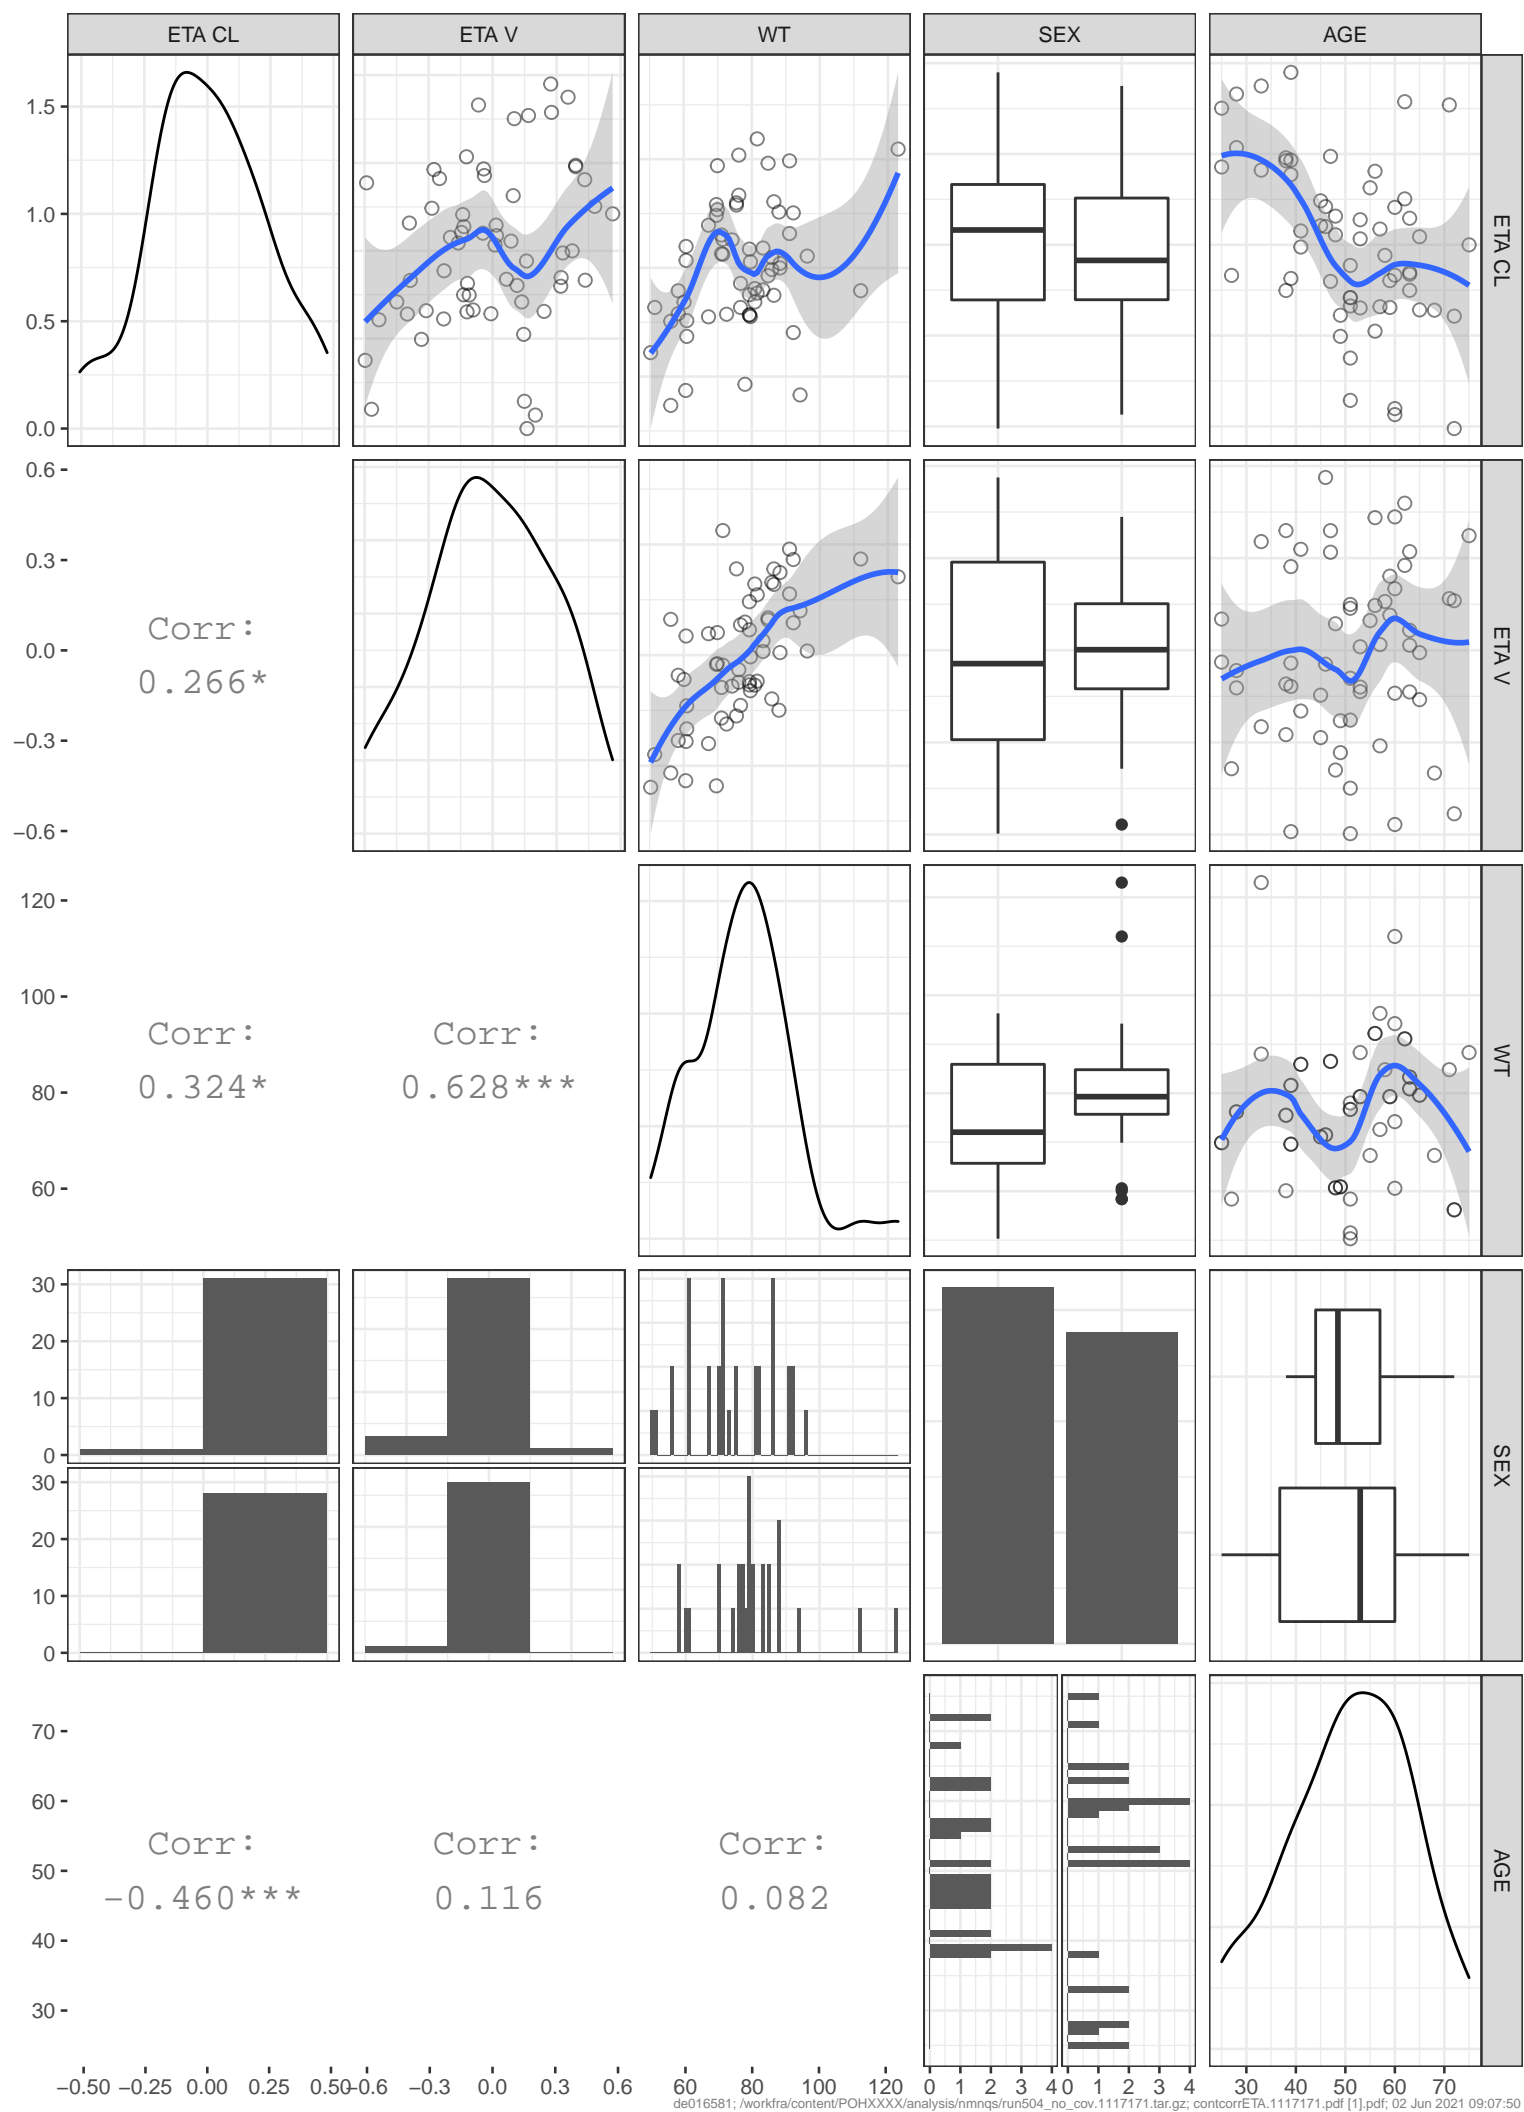 ETA CL
ETA V
WT
SEX
AGE
1.5
1.0
0.5
0.0
ETA CL
0.6
0.3
0.0
−0.3
−0.6
Corr:
0.266*
ETA V
120
100
80
60
Corr:
0.324*
Corr:
0.628***
WT
30
20
10
0
30
20
10
0
SEX
70
60
50
40
30
Corr:
−0.460***
Corr:
0.116
Corr:
0.082
AGE
−0.50 −0.25 0.00 0.25 0.50 −0.6 −0.3 0.0 0.3 0.6 60 80 100 120 0 1 2 3 4 0 1 2 3 4 30 40 50 60 70
de016581; /workfra/content/POHXXXX/analysis/nmnqs/run504_no_cov.1117171.tar.gz; contcorrETA.1117171.pdf [1].pdf; 02 Jun 2021 09:07:50